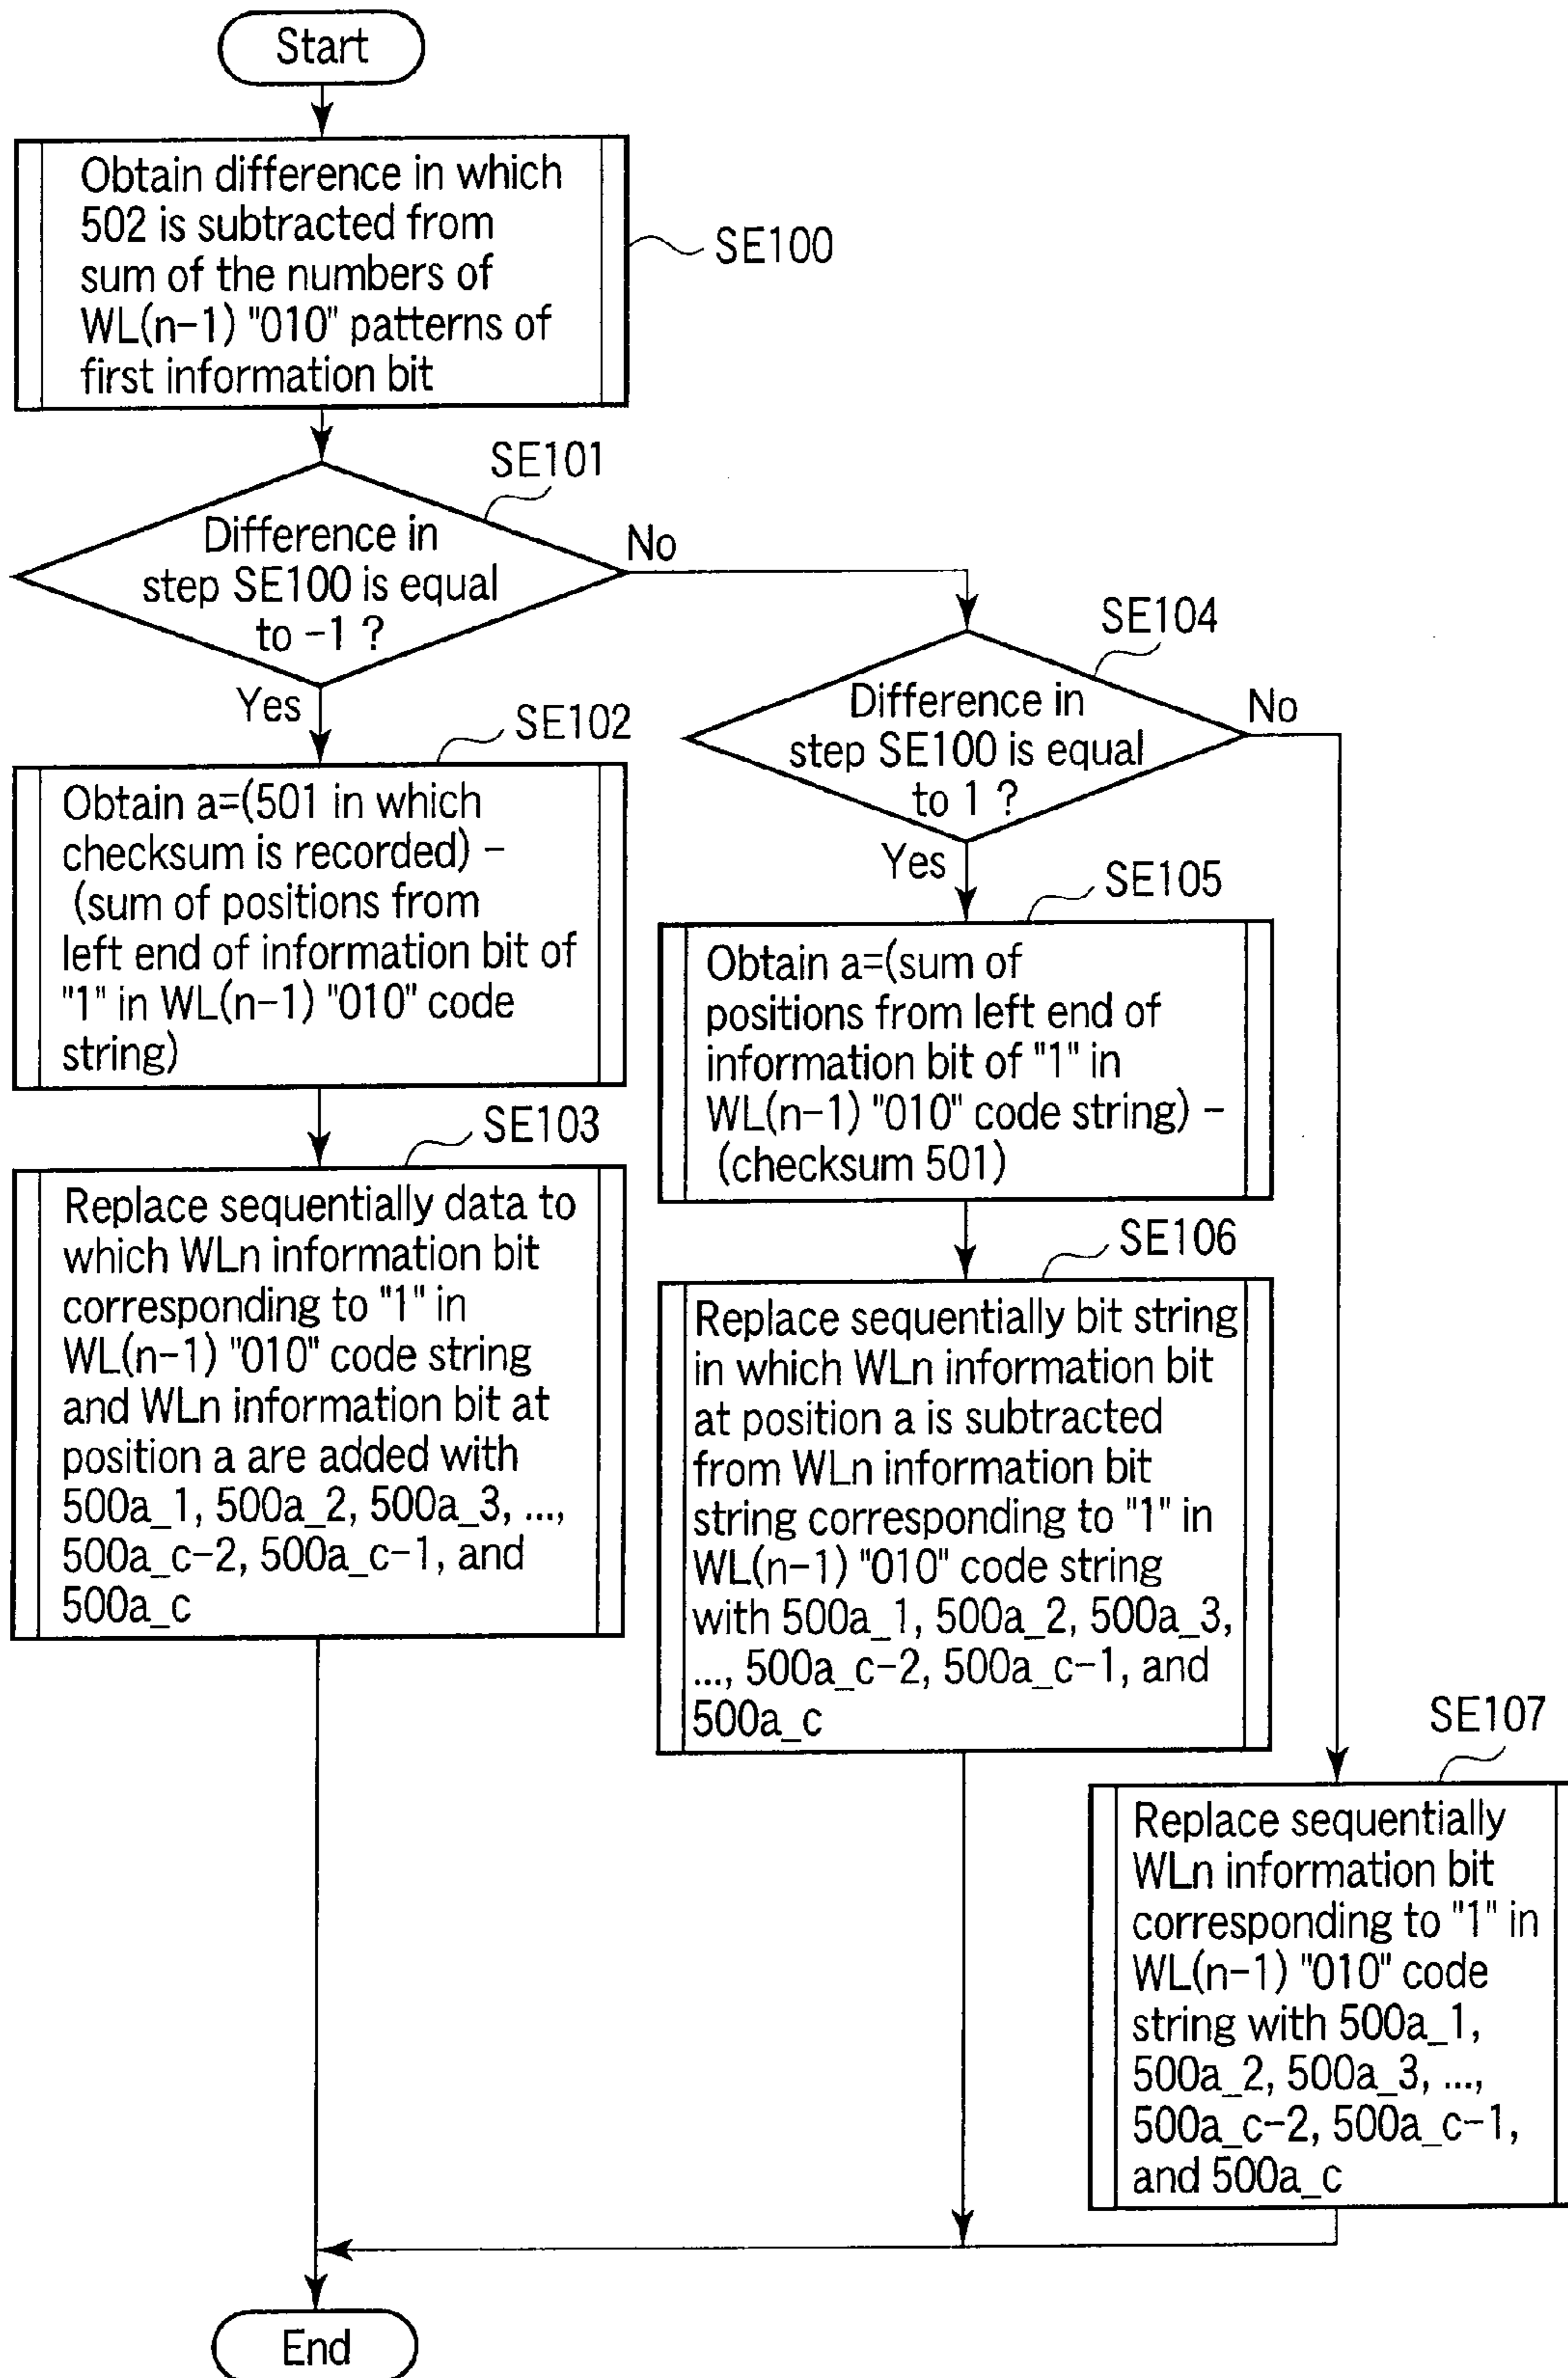 Start
Obtain difference in which
502 is subtracted from
sum of the numbers of
WL(n-1) "010" patterns of
first information bit
SE100
SE101
Difference in
step SE100 is equal
to -1 ?
No
Yes
SE102
Obtain a=(501 in which
checksum is recorded) -
(sum of positions from
left end of information bit of
"1" in WL(n-1) "010" code
string)
SE103
Replace sequentially data to
which WLn information bit
corresponding to "1" in
WL(n-1) "010" code string
and WLn information bit at
position a are added with
500a_1, 500a_2, 500a_3, ...,
500a_c-2, 500a_c-1, and
500a_c
SE104
Difference in
step SE100 is equal
to 1 ?
No
Yes
SE105
Obtain a=(sum of
positions from left end of
information bit of "1" in
WL(n-1) "010" code string) -
(checksum 501)
SE106
Replace sequentially bit string
in which WLn information bit
at position a is subtracted
from WLn information bit
string corresponding to "1" in
WL(n-1) "010" code string
with 500a_1, 500a_2, 500a_3,
..., 500a_c-2, 500a_c-1, and
500a_c
SE107
Replace sequentially
WLn information bit
corresponding to "1" in
WL(n-1) "010" code
string with 500a_1,
500a_2, 500a_3, ...,
500a_c-2, 500a_c-1,
and 500a_c
End